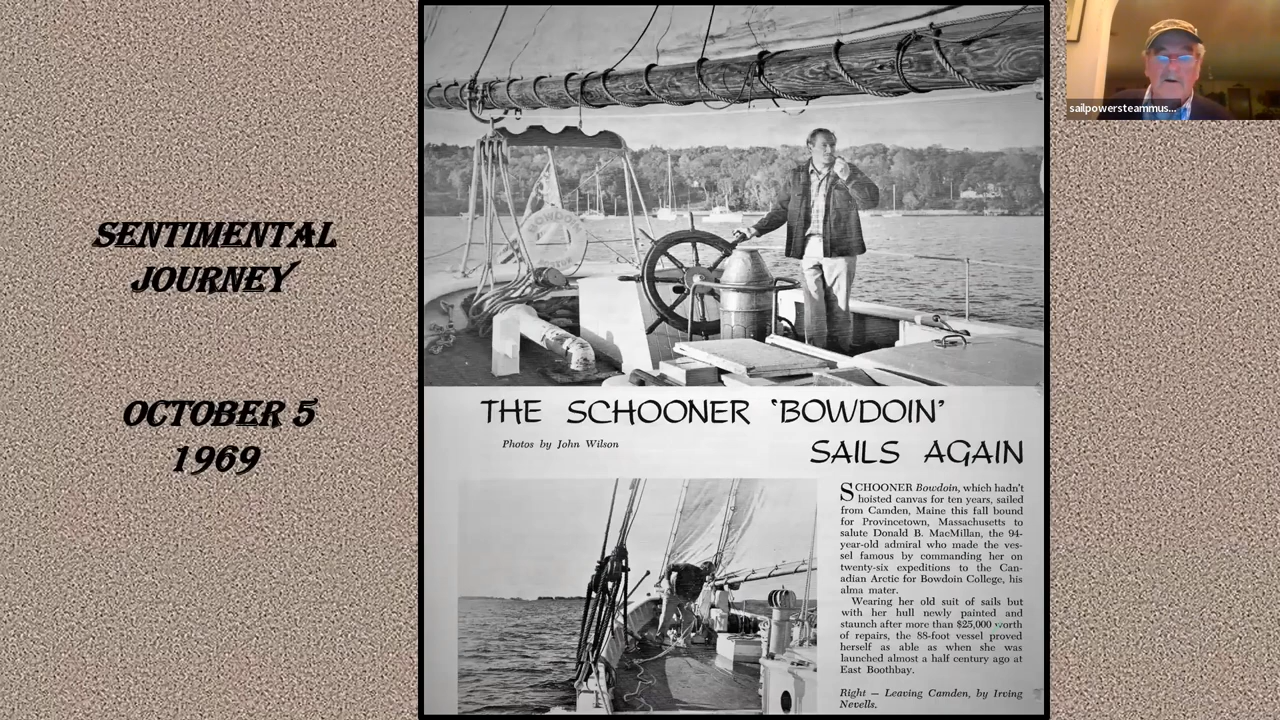 SENTIMENTAL
JOURNEY
OCTOBER 5
1969
BOWDOIN
THE SCHOONER ‘BOWDOIN’
Photos by John Wilson
SAILS AGAIN
SCHOONER Bowdoin, which hadn't
hoisted canvas for ten years, sailed
from Camden, Maine this fall bound
for Provincetown, Massachusetts to
salute Donald B. MacMillan, the 94-
year-old admiral who made the ves-
sel famous by commanding her on
twenty-six expeditions to the Can-
adian Arctic for Bowdoin College, his
alma mater.
Wearing her old suit of sails but
with her hull newly painted and
staunch after more than $25,000 worth
of repairs, the 88-foot vessel proved
herself as able as when she was
launched almost a half century ago at
East Boothbay.
Right — Leaving Camden, by Irving
Nevells.
sailpowersteammus...